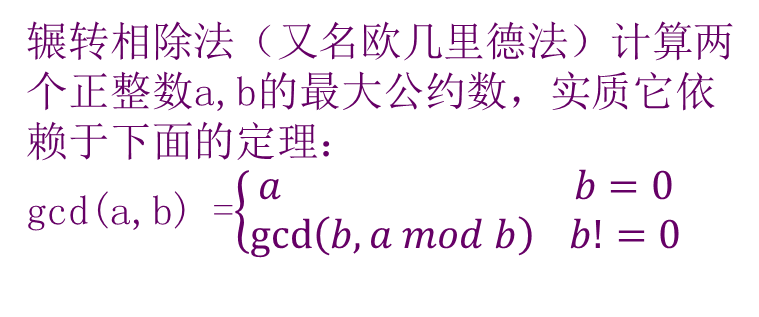 辗转相除法（又名欧几里德法）计算两
个正整数a,b的最大公约数，实质它依
赖于下面的定理：
a b = 0
gcd(a,b) ={
gcd(b, a mod b) b! = 0